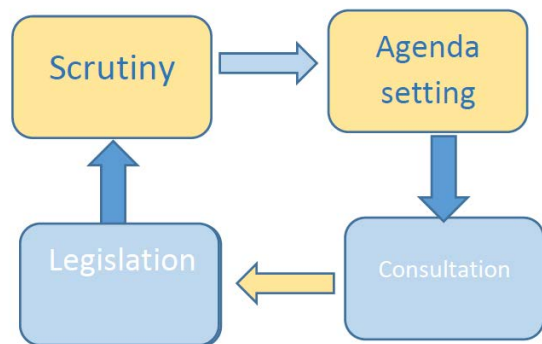 Scrutiny
Agenda
setting
Legislation
Consultation